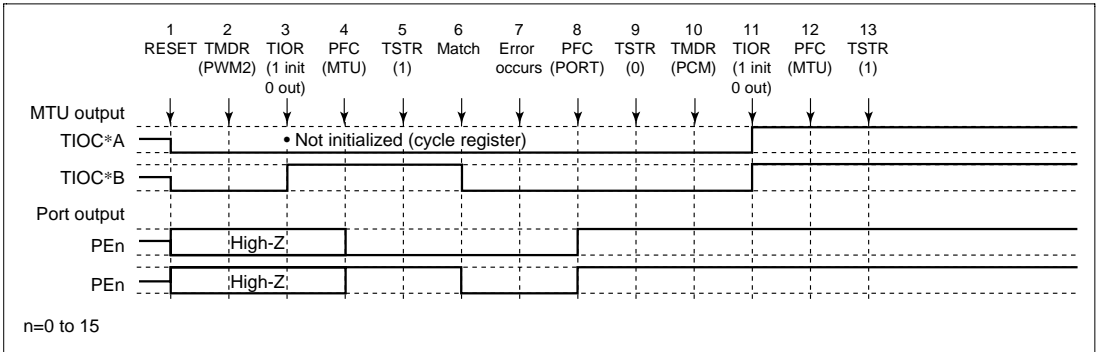 1 2 3 4 5 6 7 8 9 10 11 12 13
RESET TMDR TIOR PFC TSTR Match Error PFC TSTR TMDR TIOR PFC TSTR
(PWM2) (1 init (MTU) (1) occurs (PORT) (0) (PCM) (1 init (MTU) (1)
0 out) 0 out)
MTU output
TIOC*A • Not initialized (cycle register)
TIOC*B
Port output
PEn High-Z
PEn High-Z
n=0 to 15